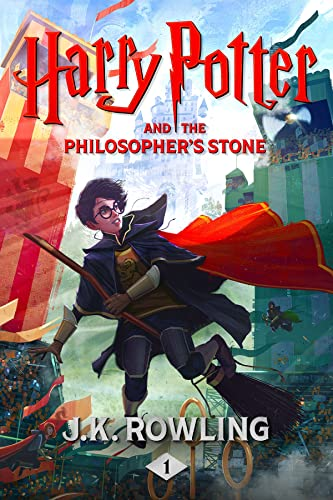 Harry Potter
AND THE
PHILOSOPHER'S STONE
J.K. ROWLING
1